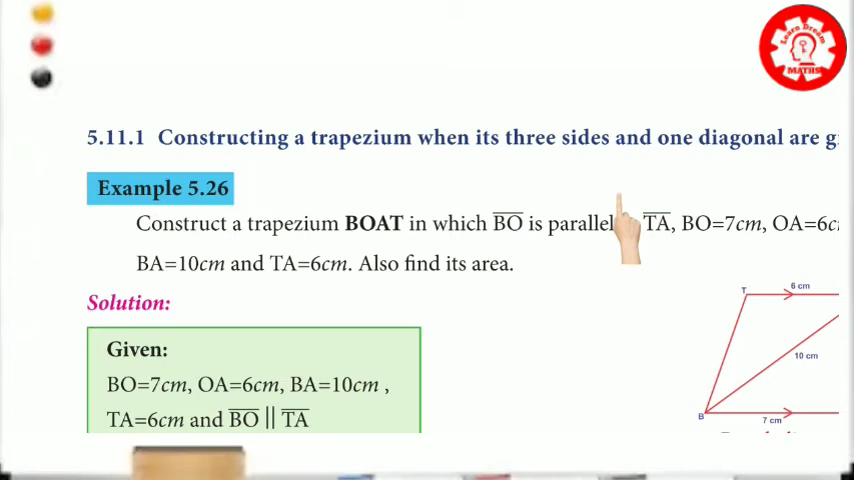 Learn Dream
MATHS
5.11.1 Constructing a trapezium when its three sides and one diagonal are g
Example 5.26
Construct a trapezium BOAT in which BO is parallel TA, BO=7cm, OA=6c
BA=10cm and TA=6cm. Also find its area.
Solution:
Given:
BO=7cm, OA=6cm, BA=10cm ,
TA=6cm and BO || TA
T
6 cm
10 cm
B
7 cm